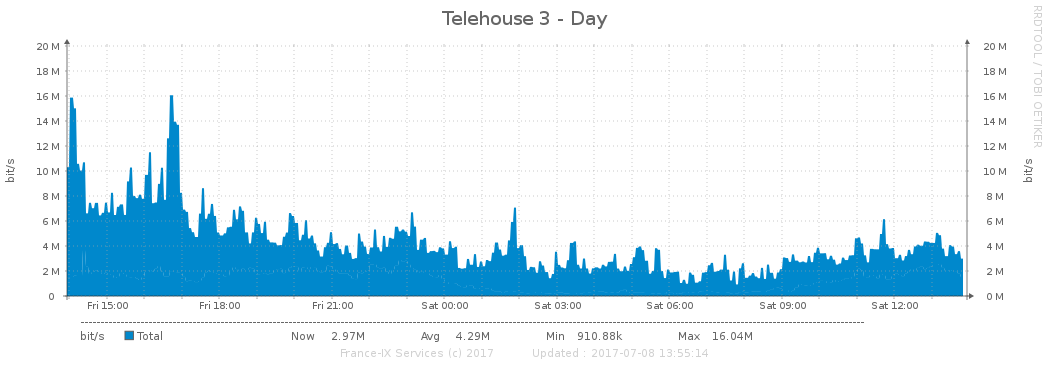 Telehouse 3 - Day
RRDTOOL / TOBI OETIKER
20 M 20 M
18 M 18 M
16 M 16 M
14 M 14 M
12 M 12 M
10 M 10 M
8 M 8 M
6 M 6 M
4 M 4 M
2 M 2 M
0 0 M
bit/s bit/s
Fri 15:00 Fri 18:00 Fri 21:00 Sat 00:00 Sat 03:00 Sat 06:00 Sat 09:00 Sat 12:00
bit/s Total Now 2.97M Avg 4.29M Min 910.88k Max 16.04M
France-IX Services (c) 2017 Updated : 2017-07-08 13:55:14